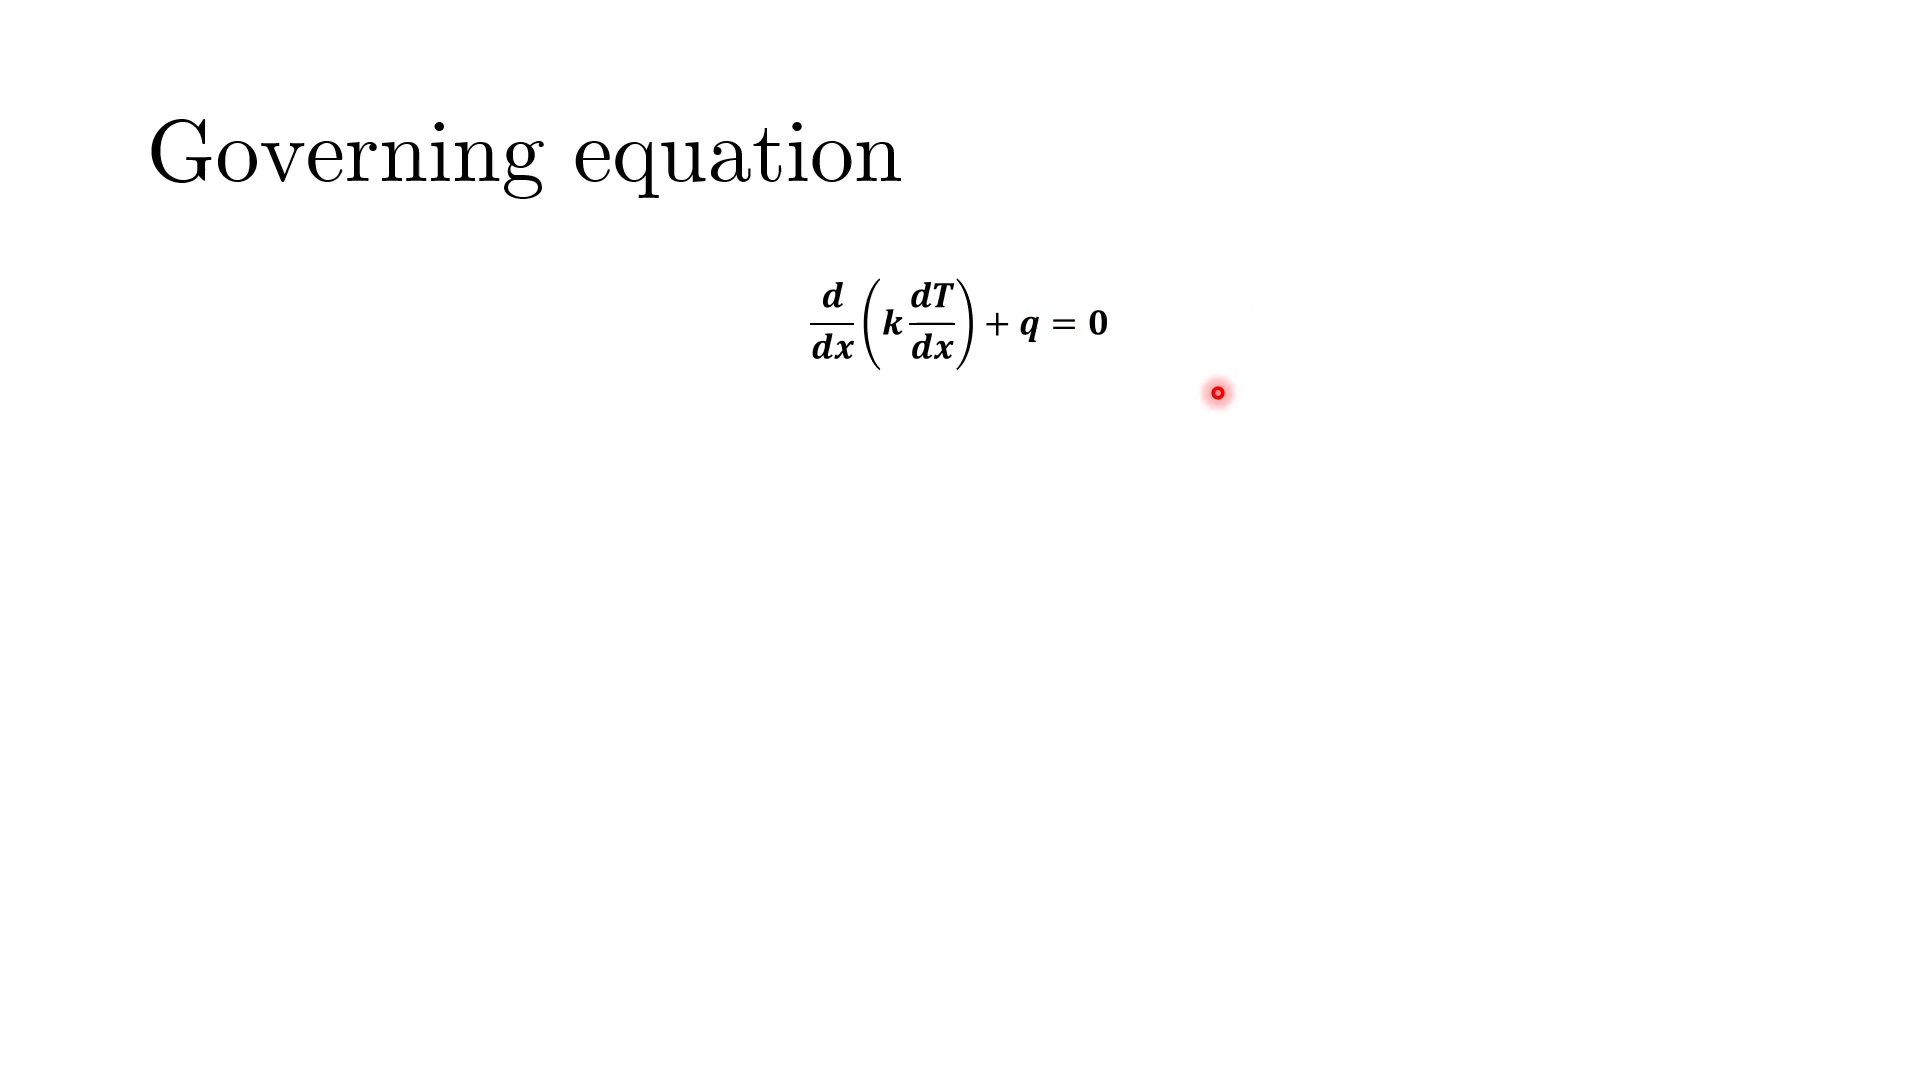 Governing equation
d/dx (k dT/dx) + q = 0